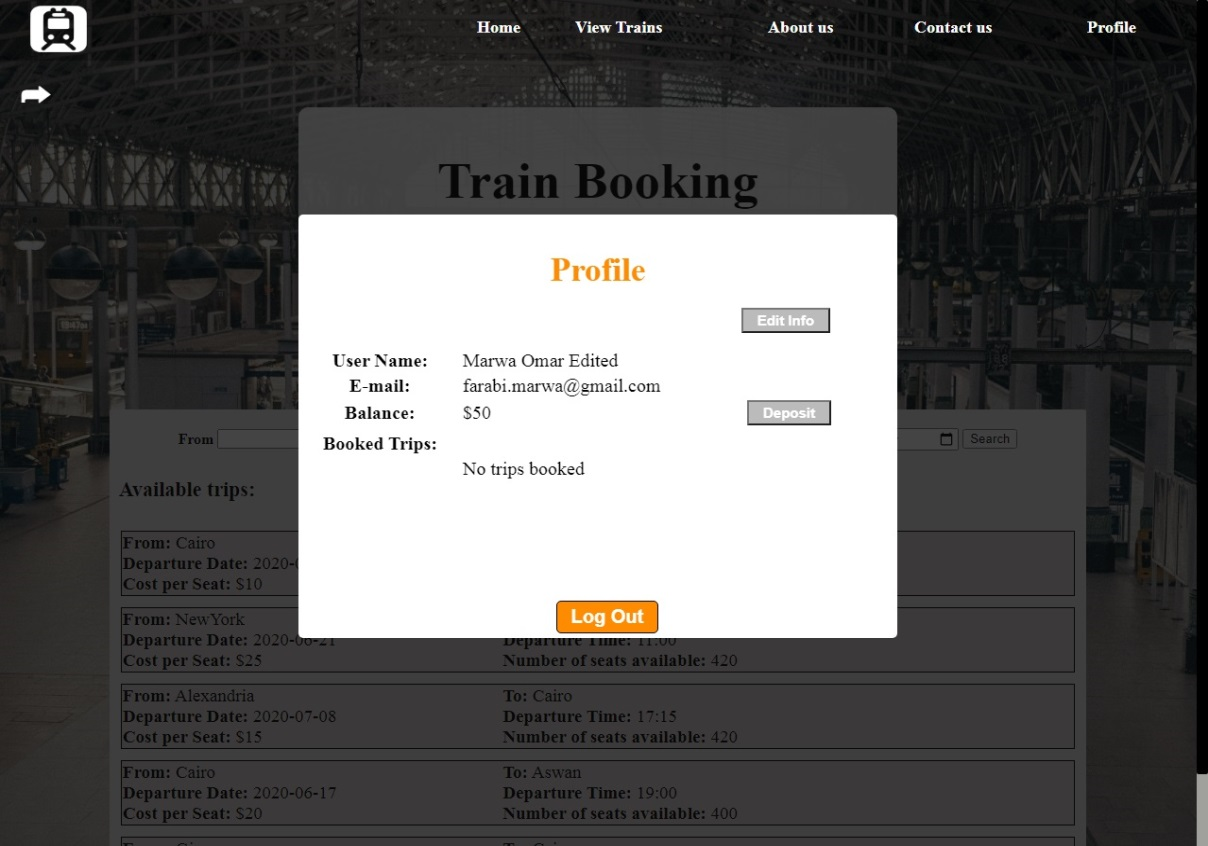 Home View Trains About us Contact us Profile
Train Booking
Profile
Edit Info
User Name: Marwa Omar Edited
E-mail: farabi.marwa@gmail.com
Balance: $50 Deposit
Booked Trips:
No trips booked
Log Out
From Search
Available trips:
From: Cairo
Departure Date:
Cost per Seat: $10
From: NewYork
Departure Date: 2020-06-21 Departure Time: 11:00
Cost per Seat: $25 Number of seats available: 420
From: Alexandria To: Cairo
Departure Date: 2020-07-08 Departure Time: 17:15
Cost per Seat: $15 Number of seats available: 420
From: Cairo To: Aswan
Departure Date: 2020-06-17 Departure Time: 19:00
Cost per Seat: $20 Number of seats available: 400